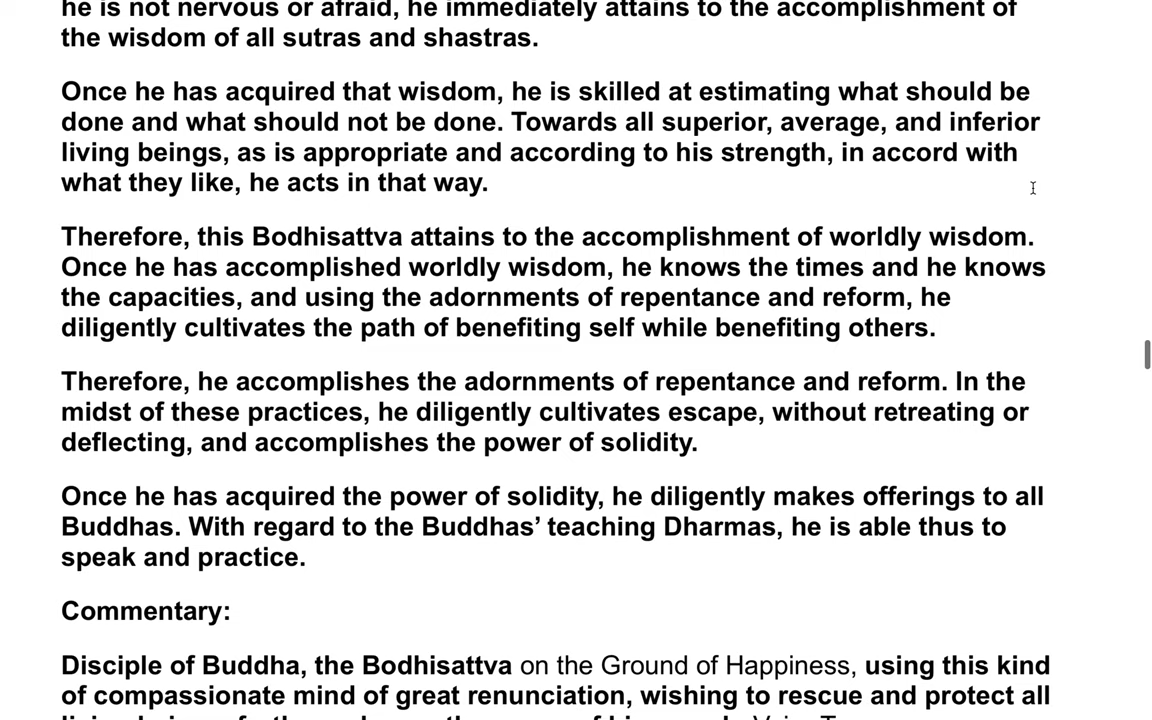 he is not nervous or afraid, he immediately attains to the accomplishment of
the wisdom of all sutras and shastras.
Once he has acquired that wisdom, he is skilled at estimating what should be
done and what should not be done. Towards all superior, average, and inferior
living beings, as is appropriate and according to his strength, in accord with
what they like, he acts in that way.
Therefore, this Bodhisattva attains to the accomplishment of worldly wisdom.
Once he has accomplished worldly wisdom, he knows the times and he knows
the capacities, and using the adornments of repentance and reform, he
diligently cultivates the path of benefiting self while benefiting others.
Therefore, he accomplishes the adornments of repentance and reform. In the
midst of these practices, he diligently cultivates escape, without retreating or
deflecting, and accomplishes the power of solidity.
Once he has acquired the power of solidity, he diligently makes offerings to all
Buddhas. With regard to the Buddhas’ teaching Dharmas, he is able thus to
speak and practice.
Commentary:
Disciple of Buddha, the Bodhisattva on the Ground of Happiness, using this kind
of compassionate mind of great renunciation, wishing to rescue and protect all